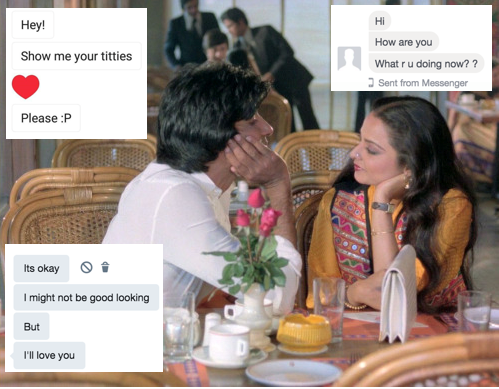 Hey!
Show me your titties
Please :P
Hi
How are you
What r u doing now? ?
Sent from Messenger
Its okay
I might not be good looking
But
I'll love you